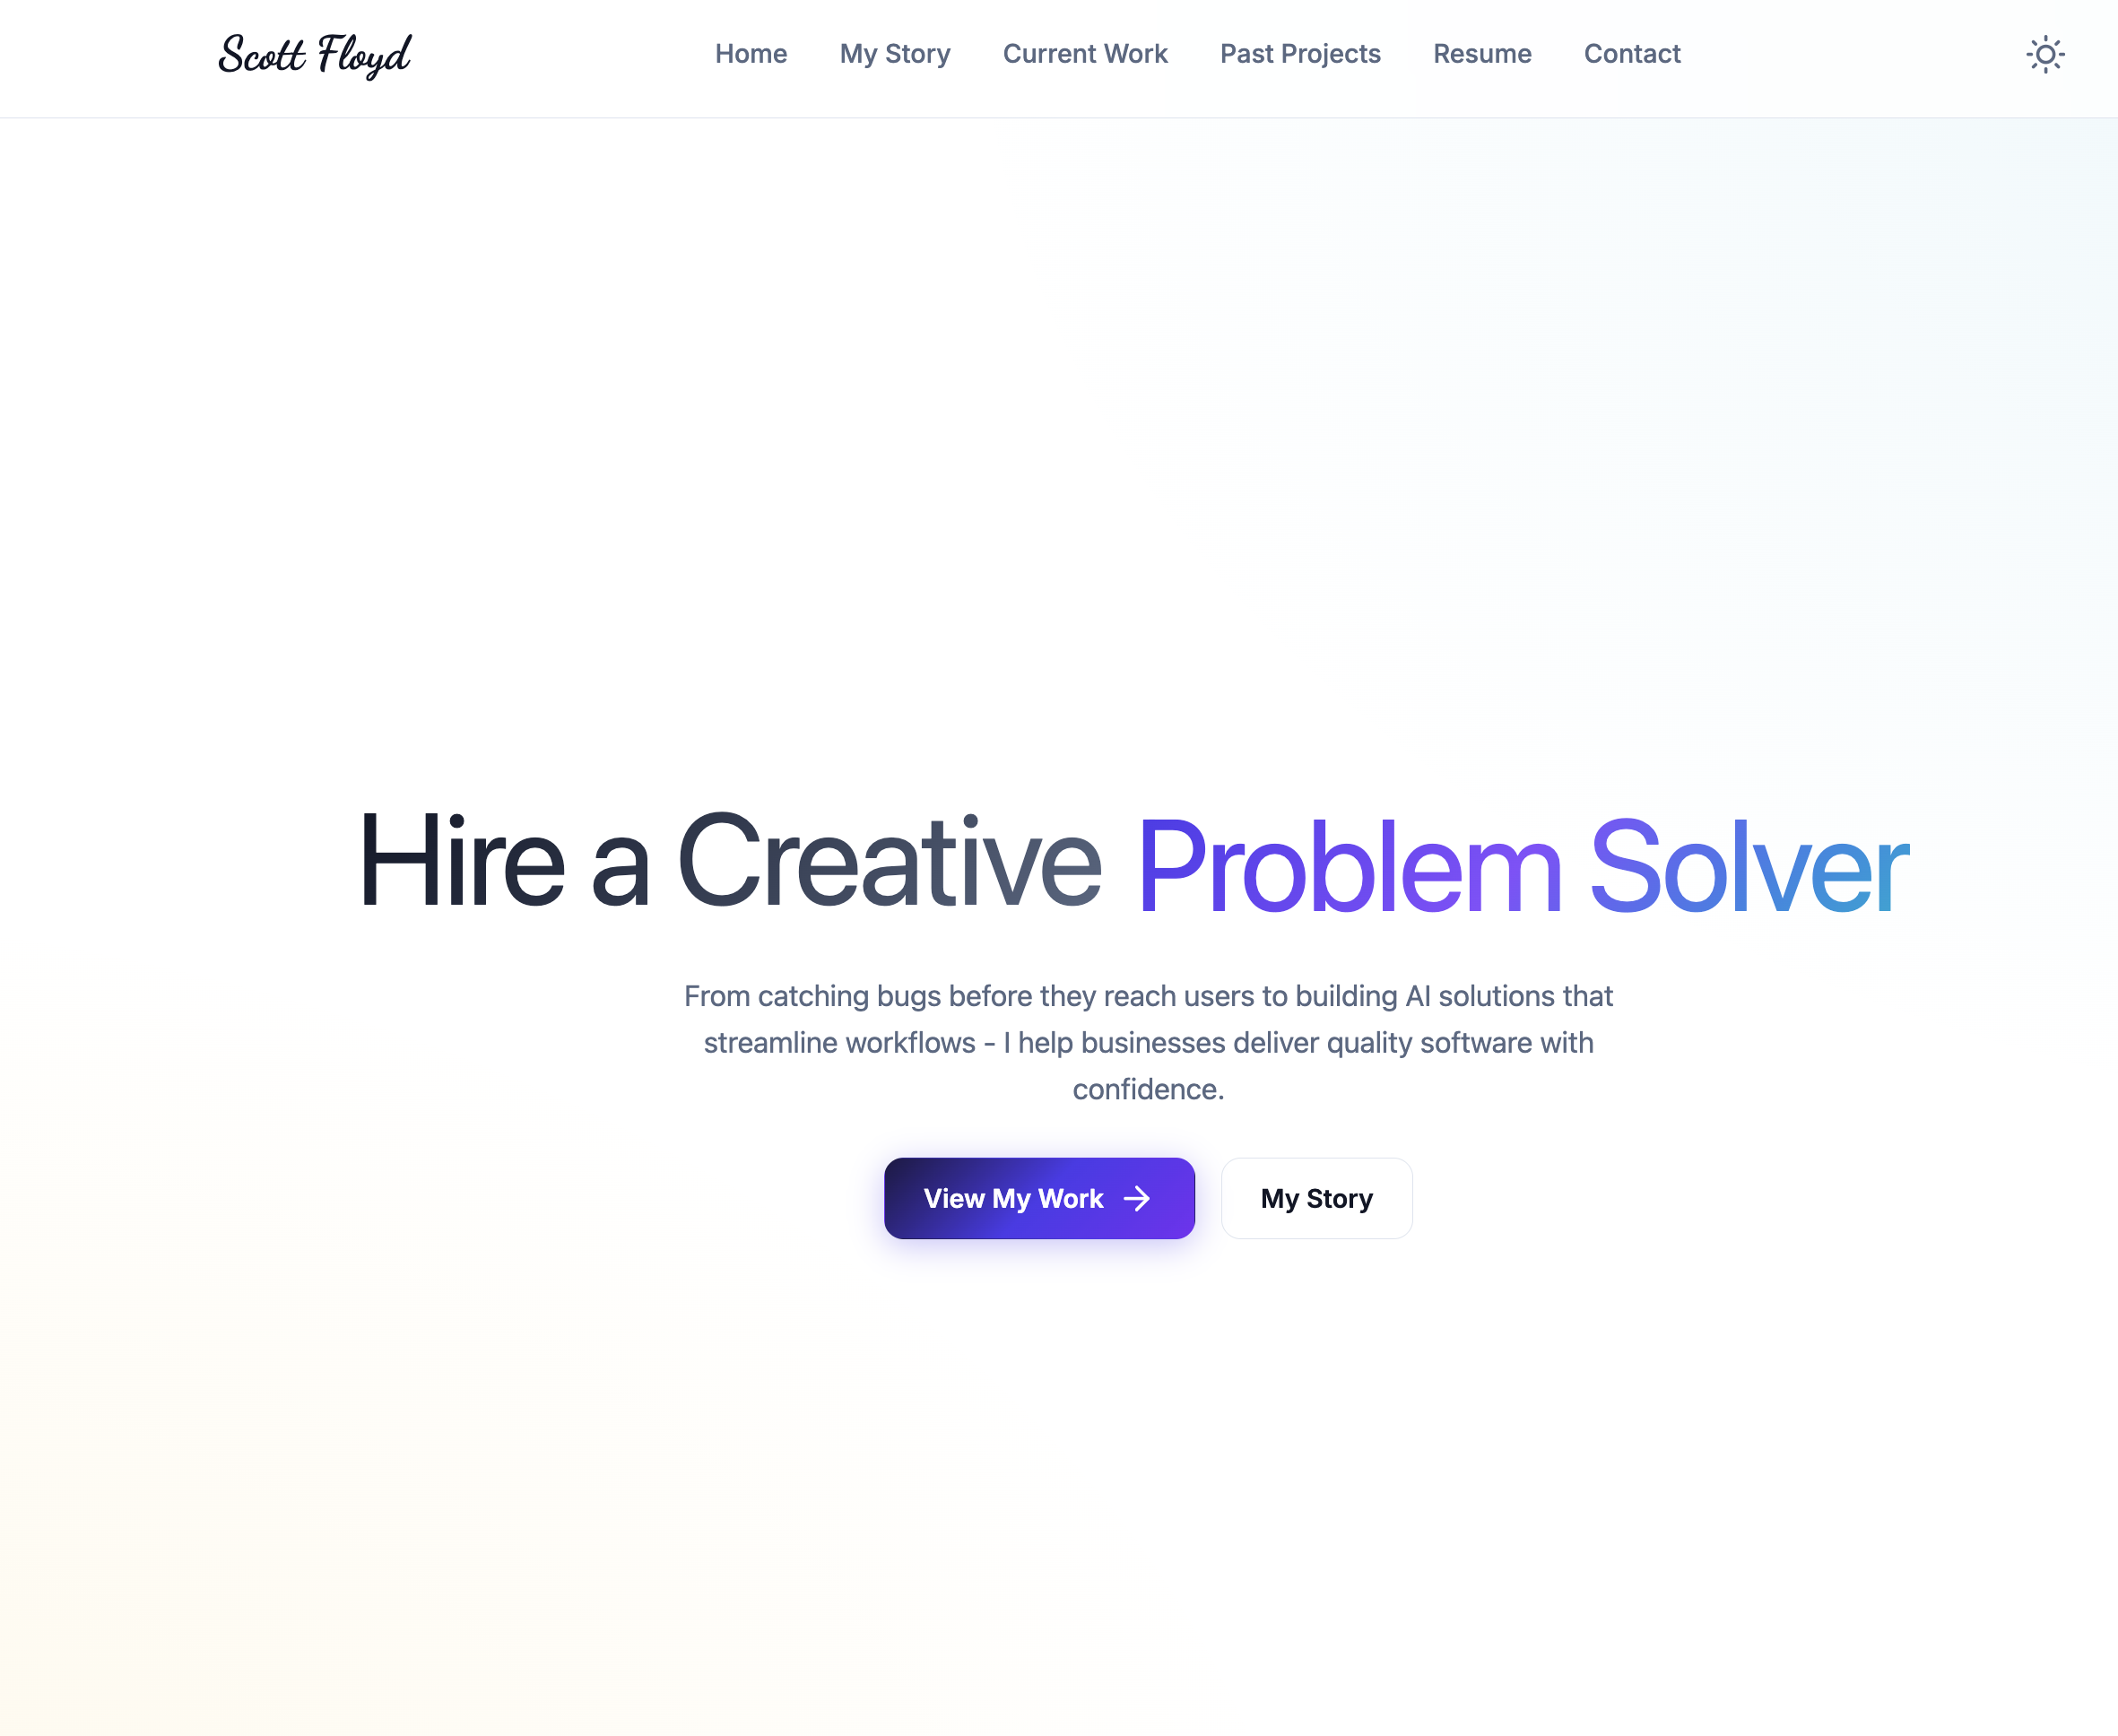 Scott Floyd
Home My Story Current Work Past Projects Resume Contact
Hire a Creative Problem Solver
From catching bugs before they reach users to building AI solutions that
streamline workflows - I help businesses deliver quality software with
confidence.
View My Work
My Story